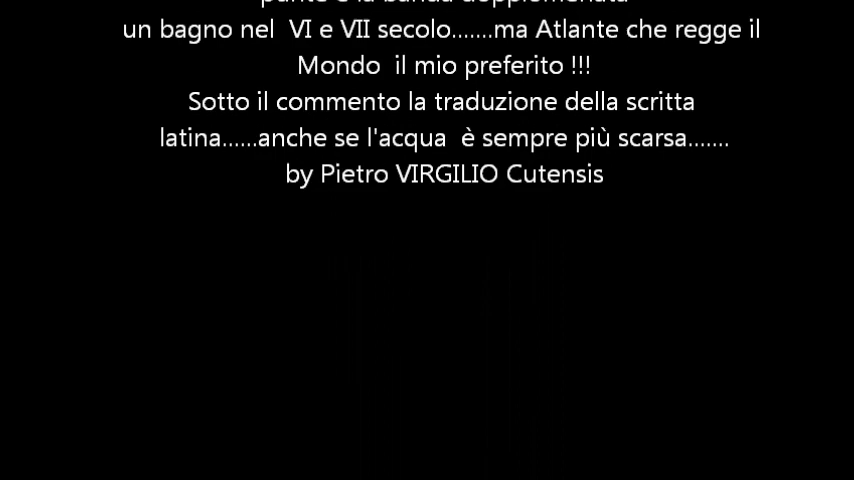 un bagno nel  VI e VII secolo.......ma Atlante che regge il
Mondo  il mio preferito !!!
Sotto il commento la traduzione della scritta
latina......anche se l'acqua  è sempre più scarsa.......
by Pietro VIRGILIO Cutensis